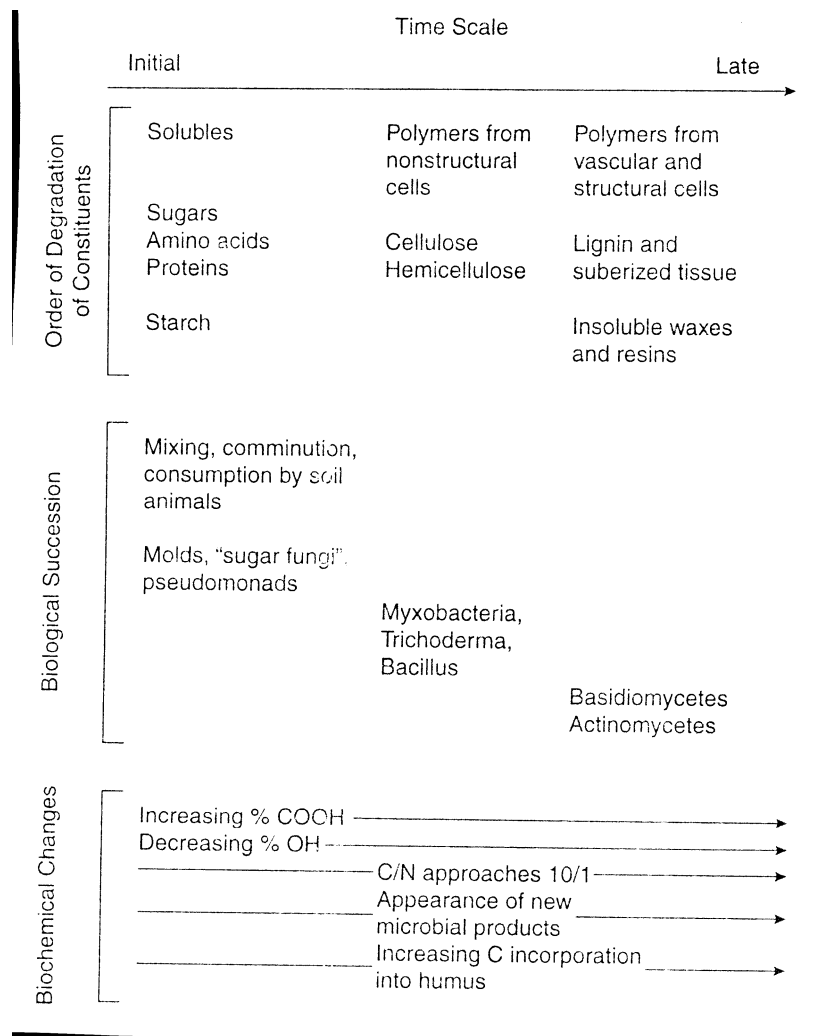 Time Scale
Initial
Late
Order of Degradation
of Constituents
Solubles
Polymers from
nonstructural
cells
Polymers from
vascular and
structural cells
Sugars
Amino acids
Proteins
Cellulose
Hemicellulose
Lignin and
suberized tissue
Starch
Insoluble waxes
and resins
Biological Succession
Mixing, comminution,
consumption by soil
animals
Molds, “sugar fungi”.
pseudomonads
Myxobacteria,
Trichoderma,
Bacillus
Basidiomycetes
Actinomycetes
Biochemical Changes
Increasing % COOH
Decreasing % OH
C/N approaches 10/1
Appearance of new
microbial products
Increasing C incorporation
into humus